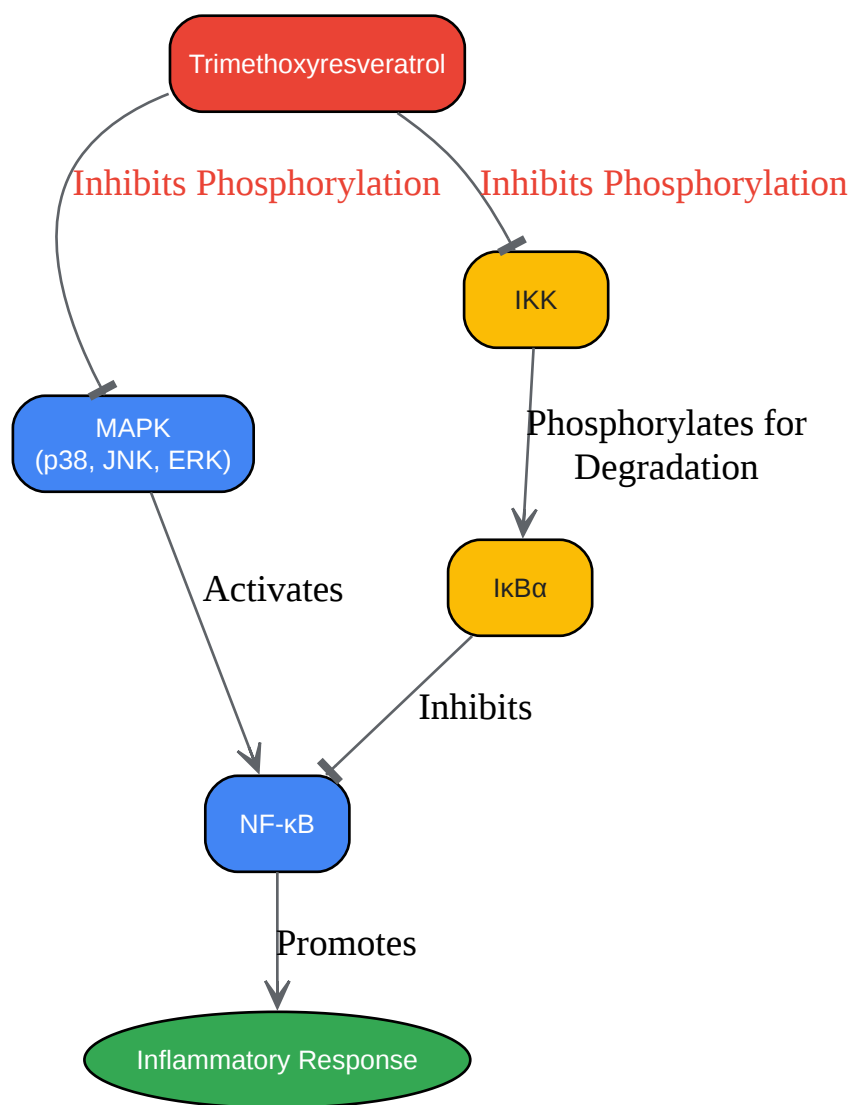 Trimethoxyresveratrol
Inhibits Phosphorylation
Inhibits Phosphorylation
IKK
MAPK
(p38, JNK, ERK)
Phosphorylates for
Degradation
Activates
IκBα
Inhibits
NF-κB
Promotes
Inflammatory Response